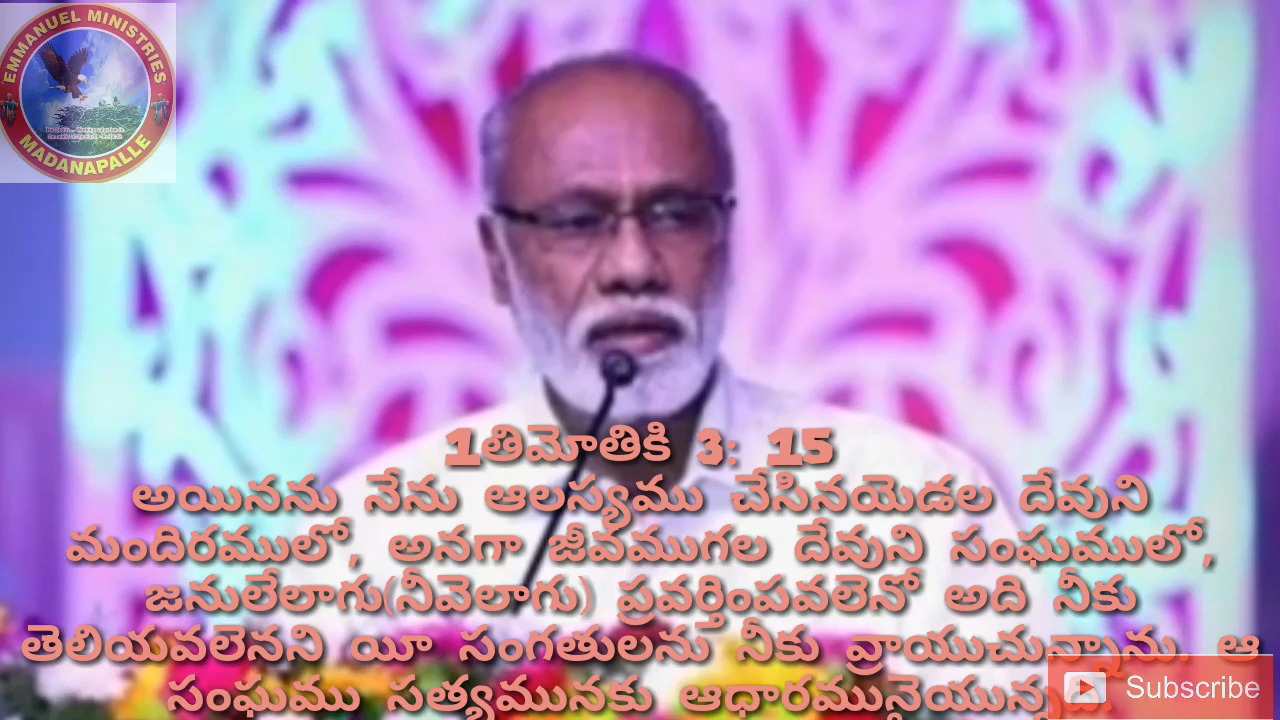 EMMANUEL MINISTRIES
MADANAPALLE
1తిమోతికి 3: 15
అయినను నేను ఆలస్యము చేసినయెడల దేవుని
మందిరములో, అనగా జీవముగల దేవుని సంఘములో,
జనులేలాగు(నీవెలాగు) ప్రవర్తింపవలెనో అది నీకు
తెలియవలెనని యీ సంగతులను నీకు వ్రాయుచున్నాను. ఆ
సంఘము సత్యమునకు ఆధారమునైయున్నది.
Subscribe